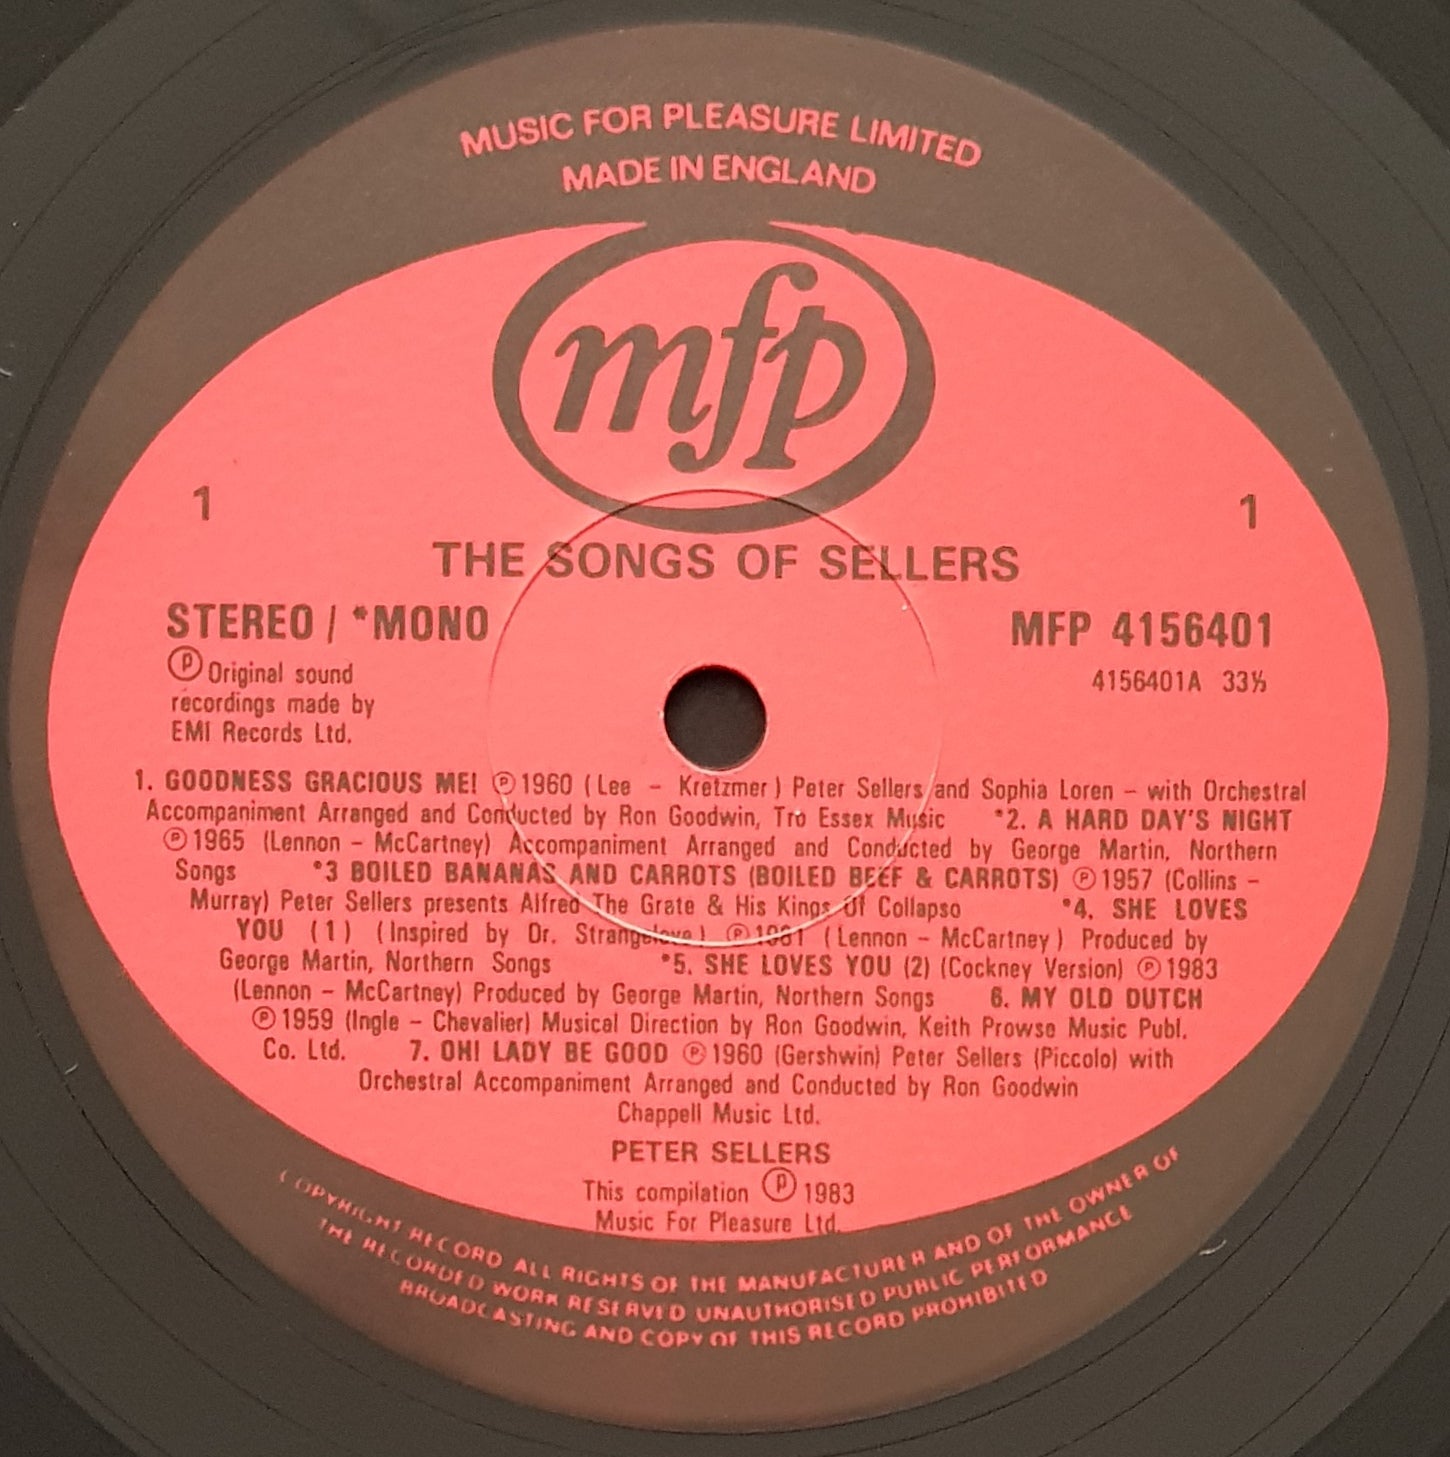 MUSIC FOR PLEASURE LIMITED
MADE IN ENGLAND
mfp
1 1
THE SONGS OF SELLERS
STEREO / *MONO
MFP 4156401
Ⓟ Original sound
recordings made by
EMI Records Ltd.
4156401A 33⅓
1. GOODNESS GRACIOUS ME! Ⓟ 1960 (Lee – Kretzmer) Peter Sellers and Sophia Loren – with Orchestral
Accompaniment Arranged and Conducted by Ron Goodwin, Tro Essex Music *2. A HARD DAY'S NIGHT
Ⓟ 1965 (Lennon – McCartney) Accompaniment Arranged and Conducted by George Martin, Northern
Songs *3 BOILED BANANAS AND CARROTS (BOILED BEEF & CARROTS) Ⓟ 1957 (Collins –
Murray) Peter Sellers presents Alfred The Grate & His Kings Of Collapso *4. SHE LOVES
YOU (1) (Inspired by Dr. Strangelove) Ⓟ 1981 (Lennon – McCartney) Produced by
George Martin, Northern Songs *5. SHE LOVES YOU (2) (Cockney Version) Ⓟ 1983
(Lennon – McCartney) Produced by George Martin, Northern Songs 6. MY OLD DUTCH
Ⓟ 1959 (Ingle – Chevalier) Musical Direction by Ron Goodwin, Keith Prowse Music Publ.
Co. Ltd. 7. OH! LADY BE GOOD Ⓟ 1960 (Gershwin) Peter Sellers (Piccolo) with
Orchestral Accompaniment Arranged and Conducted by Ron Goodwin
Chappell Music Ltd.
PETER SELLERS
This compilation Ⓟ 1983
Music For Pleasure Ltd.
COPYRIGHT RECORD ALL RIGHTS OF THE MANUFACTURER AND OF THE OWNER OF
THE RECORDED WORK RESERVED UNAUTHORISED PUBLIC PERFORMANCE
BROADCASTING AND COPY OF THIS RECORD PROHIBITED